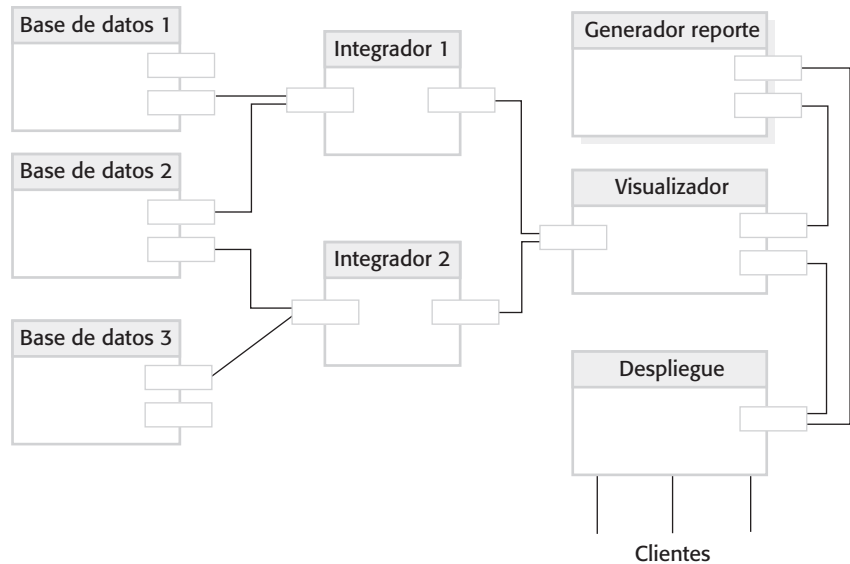 Base de datos 1
Integrador 1
Generador reporte
Base de datos 2
Visualizador
Integrador 2
Base de datos 3
Despliegue
Clientes